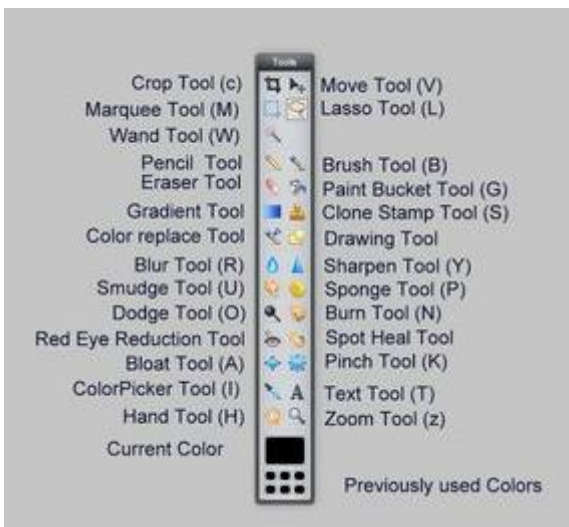 Tools
Crop Tool (c) Move Tool (V)
Marquee Tool (M) Lasso Tool (L)
Wand Tool (W)
Pencil Tool Brush Tool (B)
Eraser Tool Paint Bucket Tool (G)
Gradient Tool Clone Stamp Tool (S)
Color replace Tool Drawing Tool
Blur Tool (R) Sharpen Tool (Y)
Smudge Tool (U) Sponge Tool (P)
Dodge Tool (O) Burn Tool (N)
Red Eye Reduction Tool Spot Heal Tool
Bloat Tool (A) Pinch Tool (K)
ColorPicker Tool (I) Text Tool (T)
Hand Tool (H) Zoom Tool (z)
Current Color
Previously used Colors